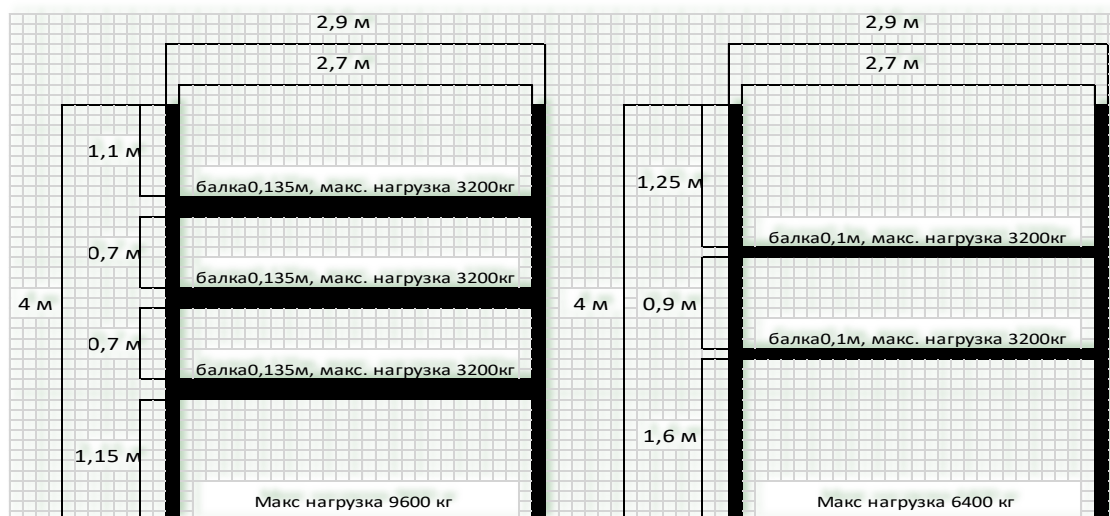 2,9 м
2,7 м
1,1 м
балка0,135м, макс. нагрузка 3200кг
0,7 м
балка0,135м, макс. нагрузка 3200кг
4 м
0,7 м
балка0,135м, макс. нагрузка 3200кг
1,15 м
Макс нагрузка 9600 кг
2,9 м
2,7 м
1,25 м
балка0,1м, макс. нагрузка 3200кг
4 м
0,9 м
балка0,1м, макс. нагрузка 3200кг
1,6 м
Макс нагрузка 6400 кг